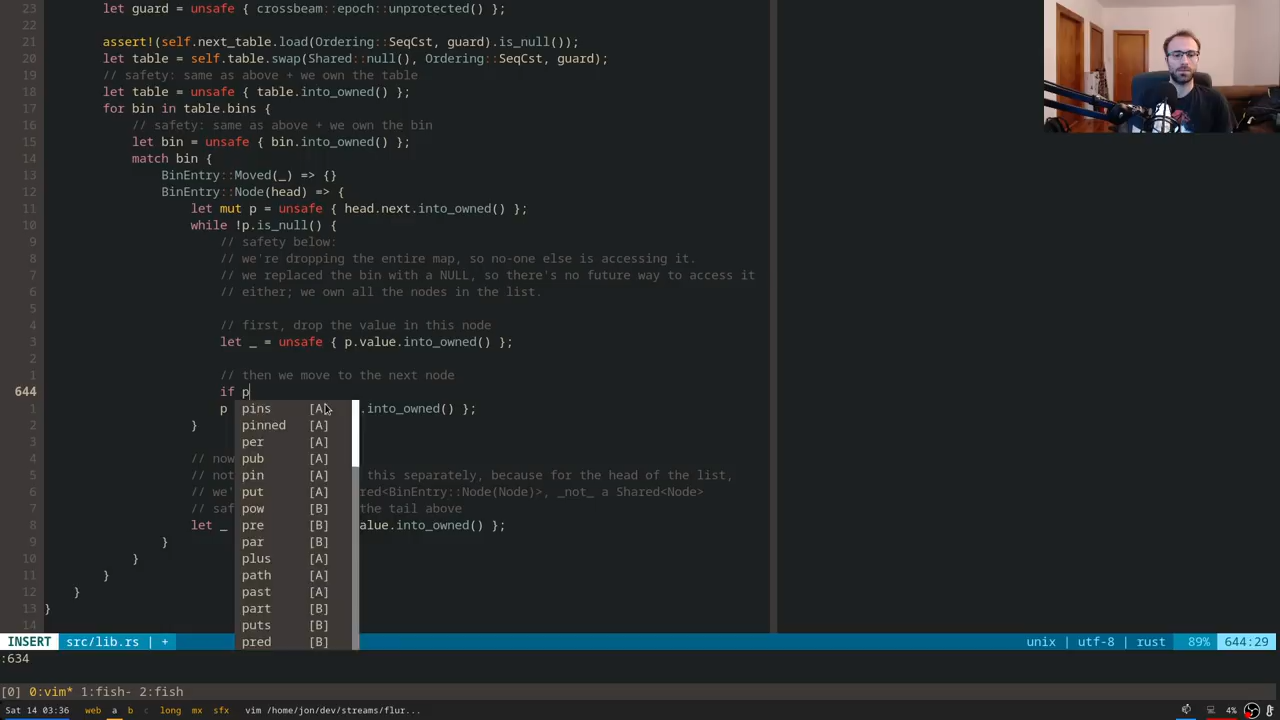 23 let guard = unsafe { crossbeam::epoch::unprotected() };
22
21 assert!(self.next_table.load(Ordering::SeqCst, guard).is_null());
20 let table = self.table.swap(Shared::null(), Ordering::SeqCst, guard);
19 // safety: same as above + we own the table
18 let table = unsafe { table.into_owned() };
17 for bin in table.bins {
16 // safety: same as above + we own the bin
15 let bin = unsafe { bin.into_owned() };
14 match bin {
13 BinEntry::Moved(_) => {}
12 BinEntry::Node(head) => {
11 let mut p = unsafe { head.next.into_owned() };
10 while !p.is_null() {
9 // safety below:
8 // we're dropping the entire map, so no-one else is accessing it.
7 // we replaced the bin with a NULL, so there's no future way to access it
6 // either; we own all the nodes in the list.
5
4 // first, drop the value in this node
3 let _ = unsafe { p.value.into_owned() };
2
1 // then we move to the next node
644 if p
1 p pins [A] .into_owned() };
2 } pinned [A]
3 per [A]
4 // now pub [A]
5 // not pin [A] this separately, because for the head of the list,
6 // we' put [A] red<BinEntry::Node(Node)>, _not_ a Shared<Node>
7 // saf pow [B] the tail above
8 let _ pre [B] alue.into_owned() };
9 } par [B]
10 } plus [A]
11 } path [A]
12 } past [A]
13 } part [B]
14 puts [B]
INSERT src/lib.rs | + pred [B] unix | utf-8 | rust 89% 644:29
:634
[0] 0:vim* 1:fish- 2:fish
Sat 14 03:36 web a b c long mx sfx vim /home/jon/dev/streams/flur... 4%